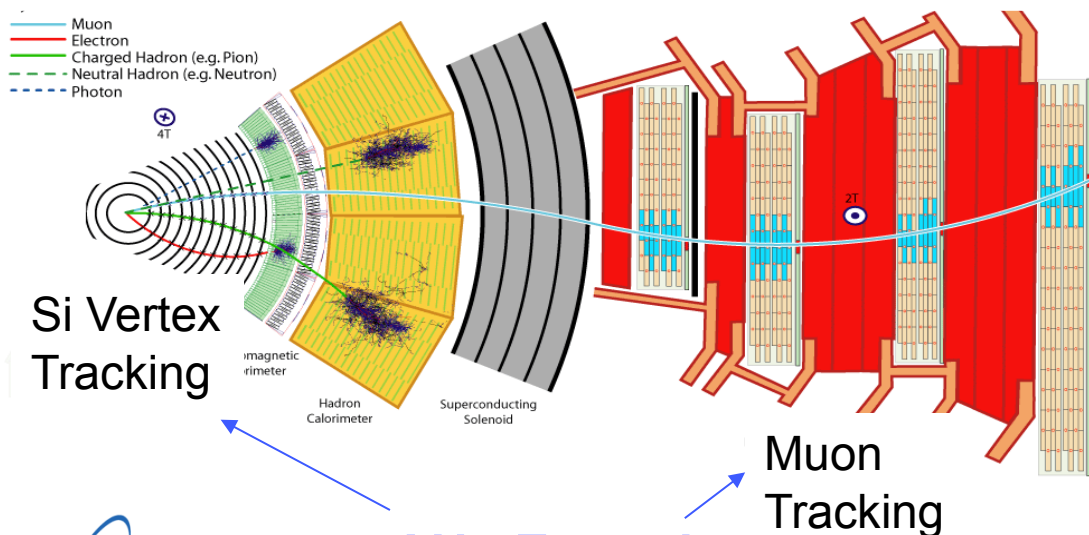 Muon
Electron
Charged Hadron (e.g. Pion)
Neutral Hadron (e.g. Neutron)
Photon
4T
2T
Si Vertex
Tracking
omagnetic
rimeter
Hadron
Calorimeter
Superconducting
Solenoid
Muon
Tracking